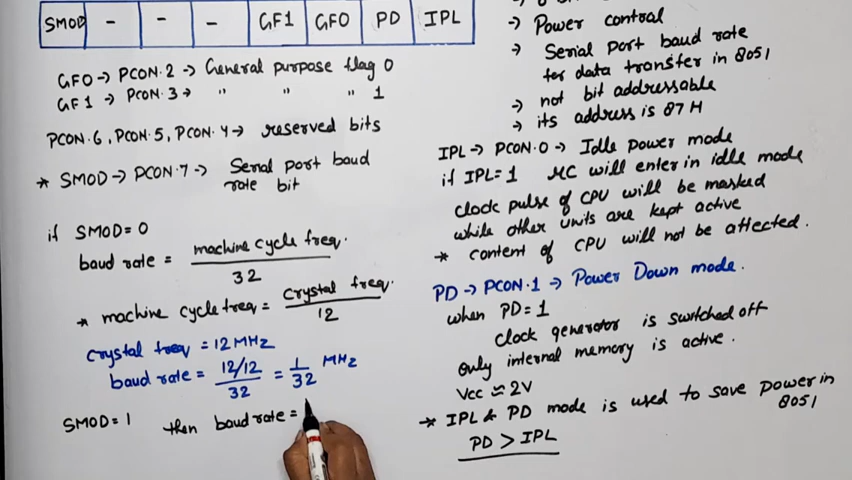 SMOD - - - GF1 GF0 PD IPL
GF0 → PCON.2 → General purpose flag 0
GF1 → PCON.3 → " " " 1
PCON.6, PCON.5, PCON.4 → reserved bits
* SMOD → PCON.7 → Serial port baud
rate bit
if SMOD = 0
baud rate = machine cycle freq.
32
* machine cycle freq = crystal freq.
12
Crystal freq = 12 MHz
baud rate = 12/12 = 1 MHz
32 32
SMOD = 1 then baud rate =
→ Power control
→ Serial port baud rate
for data transfer in 8051
→ not bit addressable
→ its address is 87 H
IPL → PCON.0 → Idle power mode
if IPL = 1 MC will enter in idle mode
clock pulse of CPU will be masked
while other units are kept active
* content of CPU will not be affected.
PD → PCON.1 → Power Down mode.
when PD = 1
clock generator is switched off
only internal memory is active.
Vcc ≃ 2V
* IPL & PD mode is used to save power in
8051
PD > IPL